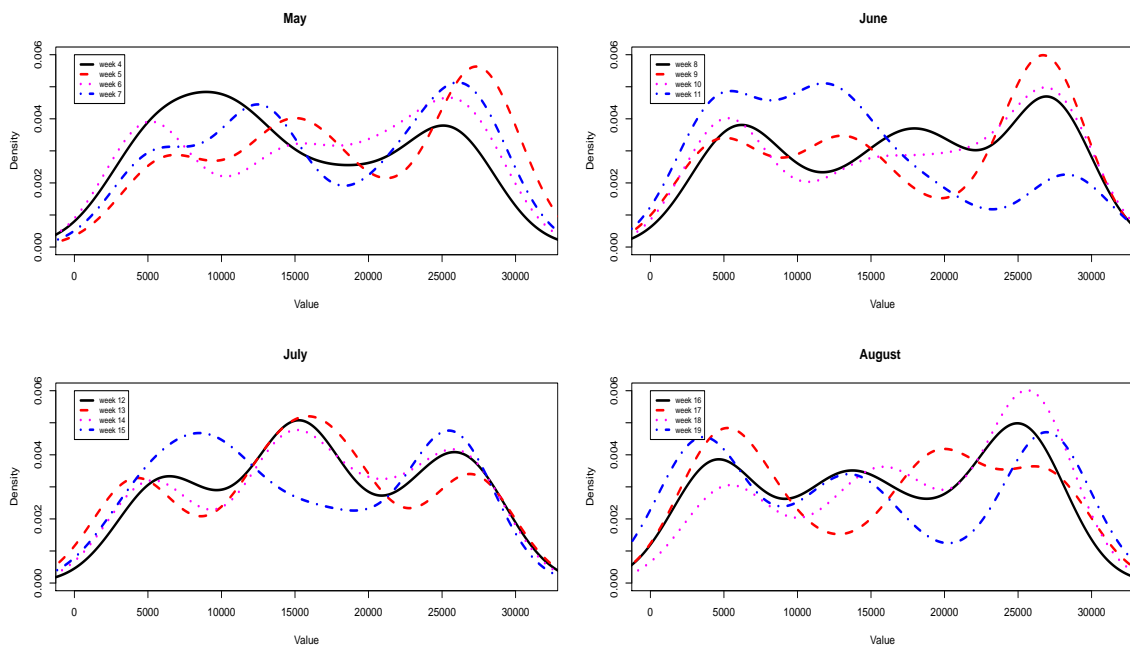 May
Density
0.000 0.002 0.004 0.006
week 4
week 5
week 6
week 7
0 5000 10000 15000 20000 25000 30000
Value
June
Density
0.000 0.002 0.004 0.006
week 8
week 9
week 10
week 11
0 5000 10000 15000 20000 25000 30000
Value
July
Density
0.000 0.002 0.004 0.006
week 12
week 13
week 14
week 15
0 5000 10000 15000 20000 25000 30000
Value
August
Density
0.000 0.002 0.004 0.006
week 16
week 17
week 18
week 19
0 5000 10000 15000 20000 25000 30000
Value